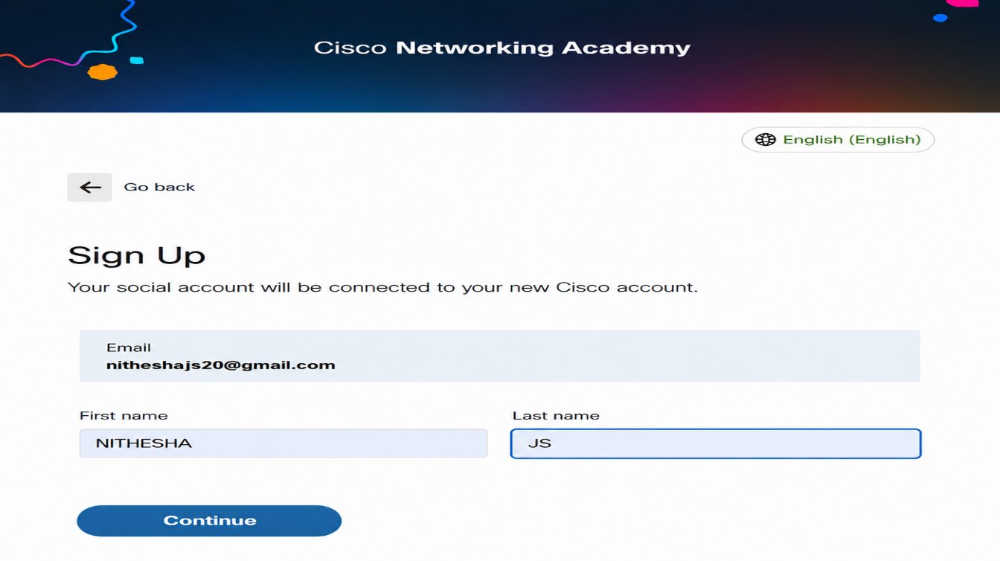 Cisco Networking Academy
English (English)
Go back
Sign Up
Your social account will be connected to your new Cisco account.
Email
nitheshajs20@gmail.com
First name
Last name
NITHESHA
JS
Continue